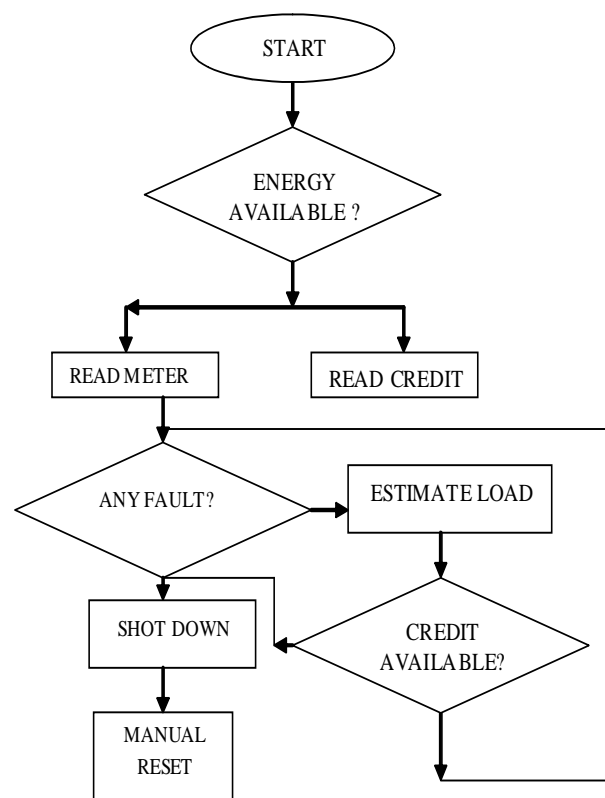 START
ENERGY
AVAILABLE ?
READ METER
READ CREDIT
ANY FAULT?
ESTIMATE LOAD
SHOT DOWN
CREDIT
AVAILABLE?
MANUAL
RESET